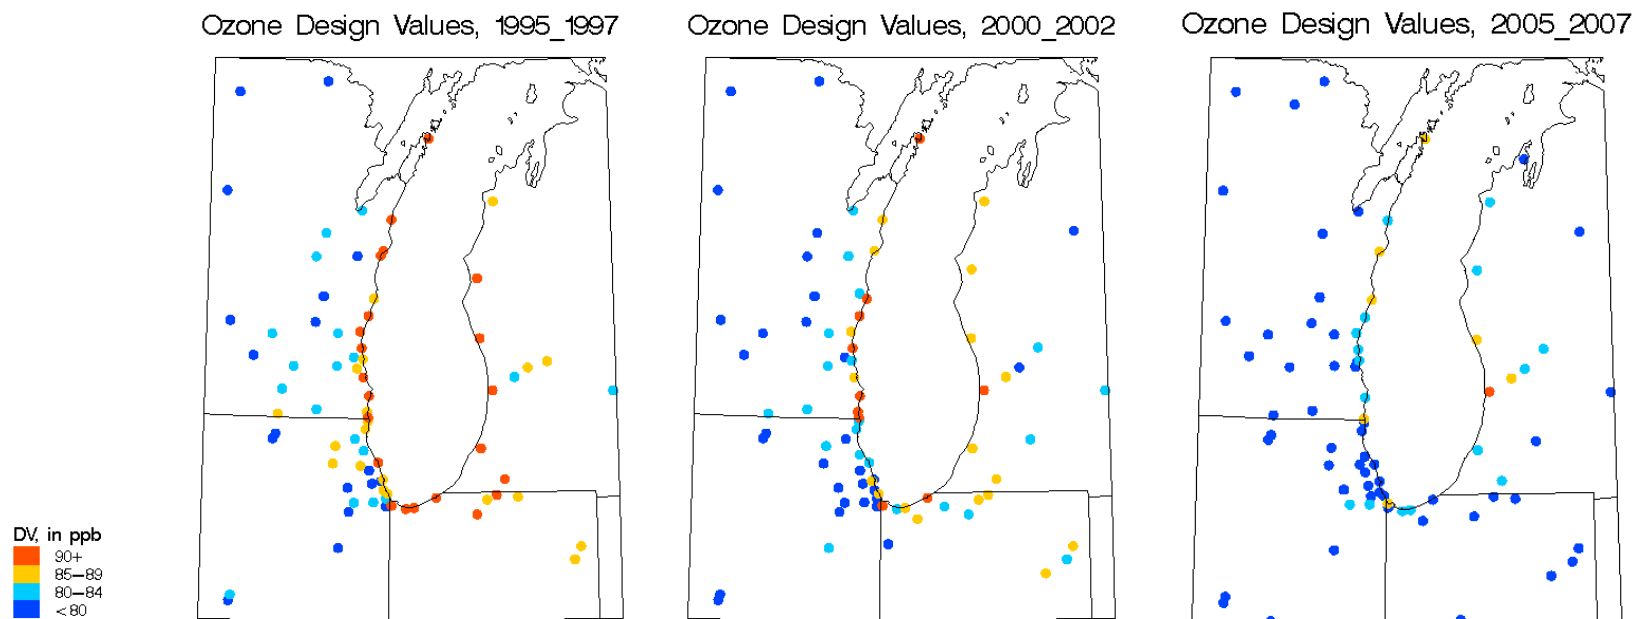 Ozone Design Values, 1995_1997
Ozone Design Values, 2000_2002
Ozone Design Values, 2005_2007
DV, in ppb
90+
85–89
80–84
<80